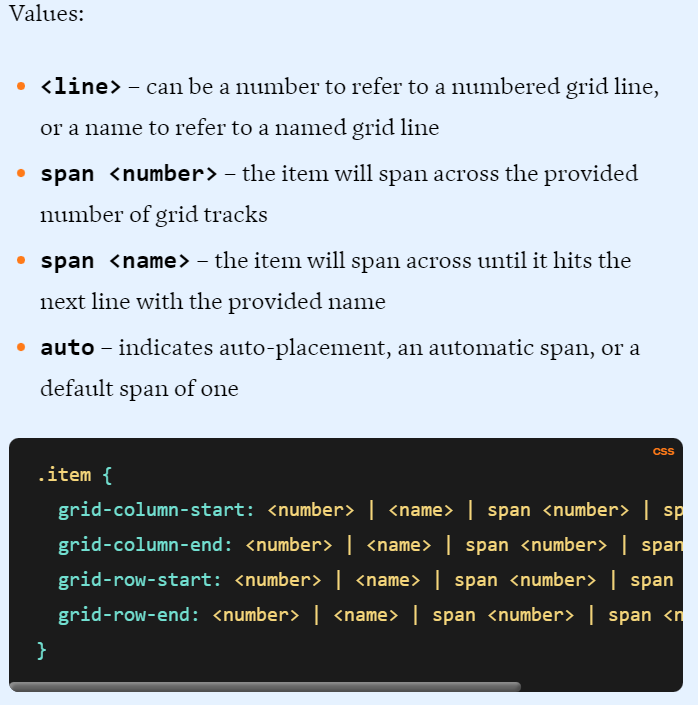 Values:
<line> – can be a number to refer to a numbered grid line,
or a name to refer to a named grid line
span <number> – the item will span across the provided
number of grid tracks
span <name> – the item will span across until it hits the
next line with the provided name
auto – indicates auto-placement, an automatic span, or a
default span of one
CSS
.item {
  grid-column-start: <number> | <name> | span <number> | sp
  grid-column-end: <number> | <name> | span <number> | span
  grid-row-start: <number> | <name> | span <number> | span
  grid-row-end: <number> | <name> | span <number> | span <n
}